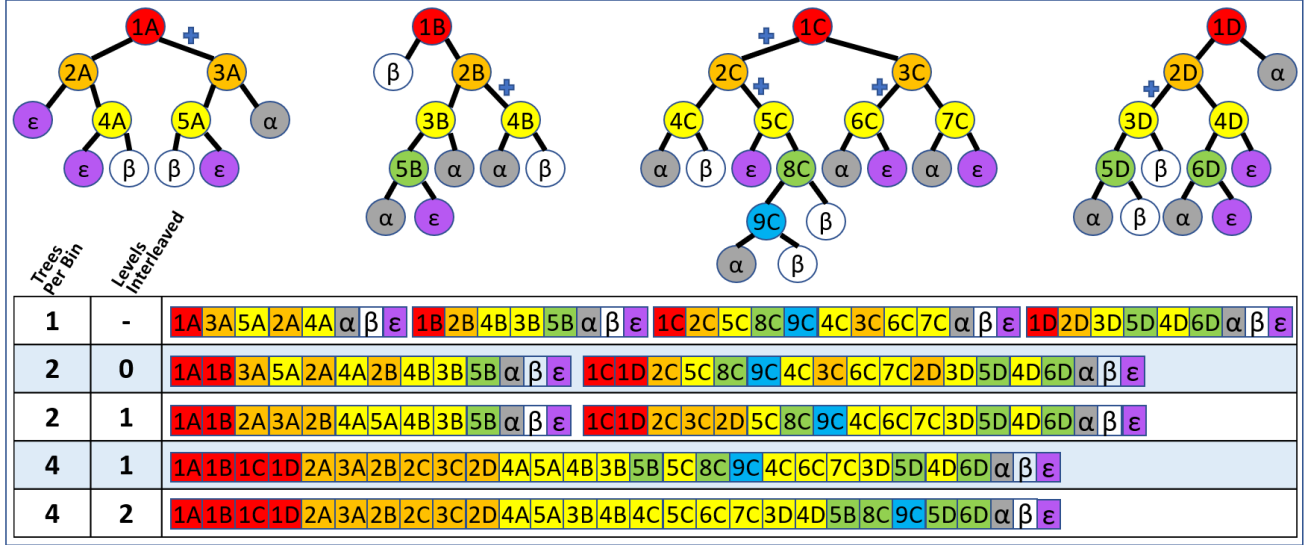 1A 1B 1C 1D
2A 3A β 2B 2C 3C 2D α
ε 4A 5A α 3B 4B 4C 5C 6C 7C 3D 4D
ε β β ε 5B α α β α β ε 8C α ε α ε 5D β 6D ε
α ε 9C β α β α ε
α β
Trees Per Bin
Levels Interleaved
1 - 1A 3A 5A 2A 4A α β ε 1B 2B 4B 3B 5B α β ε 1C 2C 5C 8C 9C 4C 3C 6C 7C α β ε 1D 2D 3D 5D 4D 6D α β ε
2 0 1A 1B 3A 5A 2A 4A 2B 4B 3B 5B α β ε 1C 1D 2C 5C 8C 9C 4C 3C 6C 7C 2D 3D 5D 4D 6D α β ε
2 1 1A 1B 2A 3A 2B 4A 5A 4B 3B 5B α β ε 1C 1D 2C 3C 2D 5C 8C 9C 4C 6C 7C 3D 5D 4D 6D α β ε
4 1 1A 1B 1C 1D 2A 3A 2B 2C 3C 2D 4A 5A 4B 3B 5B 5C 8C 9C 4C 6C 7C 3D 5D 4D 6D α β ε
4 2 1A 1B 1C 1D 2A 3A 2B 2C 3C 2D 4A 5A 3B 4B 4C 5C 6C 7C 3D 4D 5B 8C 9C 5D 6D α β ε